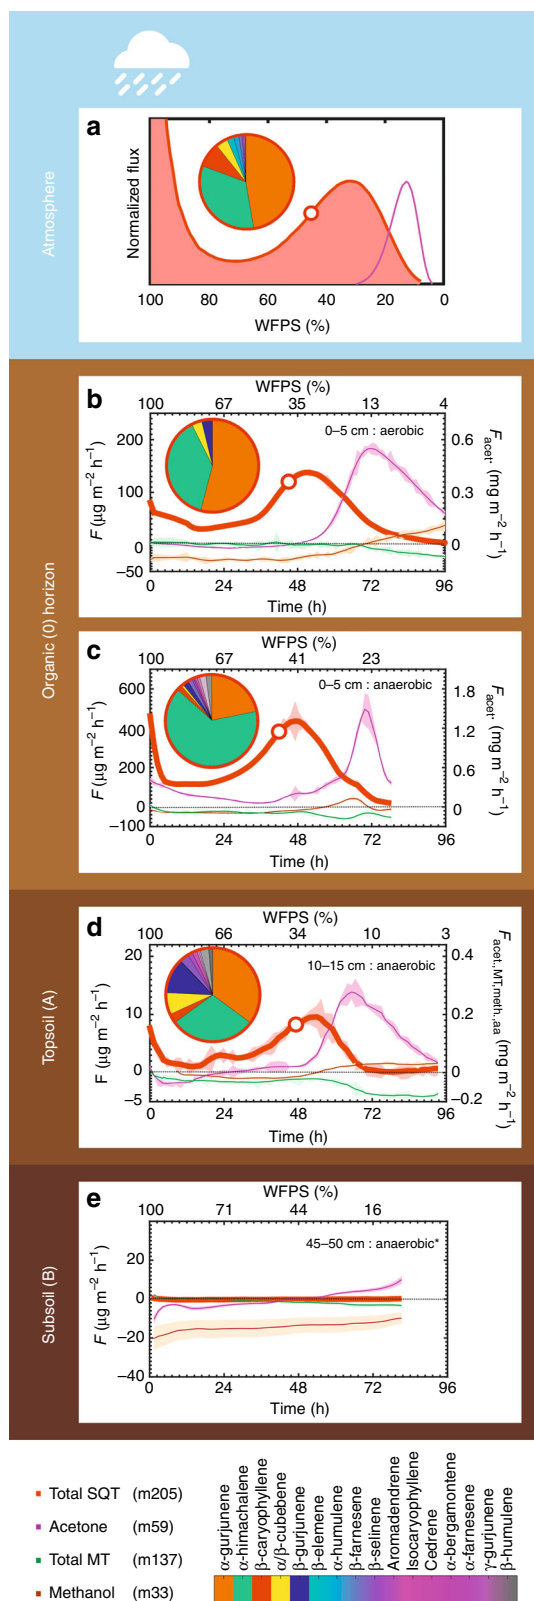 Atmosphere
a
Normalized flux
100 80 60 40 20 0
WFPS (%)
Organic (0) horizon
WFPS (%)
b
100 67 35 13 4
0–5 cm : aerobic
200
100
0
−50
F (µg m−2 h−1)
0.6
0.3
0
Facet. (mg m−2 h−1)
0 24 48 72 96
Time (h)
WFPS (%)
c
100 67 41 23
0–5 cm : anaerobic
600
400
200
0
−100
F (µg m−2 h−1)
1.8
1.2
0.6
0
Facet. (mg m−2 h−1)
0 24 48 72 96
Time (h)
Topsoil (A)
WFPS (%)
d
100 66 34 10 3
10–15 cm : anaerobic
20
10
0
−5
F (µg m−2 h−1)
0.4
0.2
0
−0.2
Facet.,MT,meth.,aa (mg m−2 h−1)
0 24 48 72 96
Time (h)
Subsoil (B)
WFPS (%)
e
100 71 44 16
45–50 cm : anaerobic*
20
0
−20
−40
F (µg m−2 h−1)
0 24 48 72 96
Time (h)
Total SQT (m205)
Acetone (m59)
Total MT (m137)
Methanol (m33)
α-gurjunene
α-himachalene
β-caryophyllene
α/β-cubebene
β-gurjunene
β-elemene
α-humulene
β-farnesene
β-selinene
Aromadendrene
Isocaryophyllene
Cedrene
α-bergamontene
α-farnesene
γ-gurjunene
β-humulene